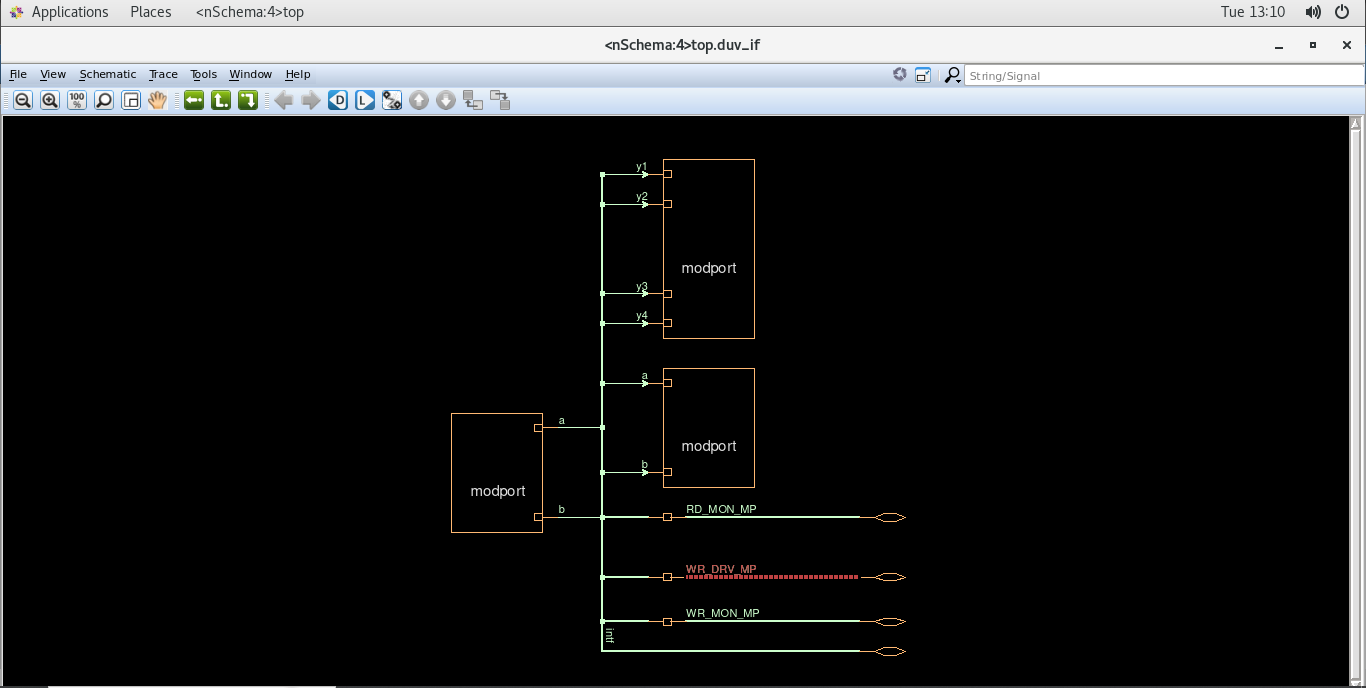 Applications Places <nSchema:4>top Tue 13:10
<nSchema:4>top.duv_if
File View Schematic Trace Tools Window Help String/Signal
100 %
D L
y1
y2
modport
y3
y4
a
modport
b
a
modport
b
RD_MON_MP
WR_DRV_MP
WR_MON_MP
intf